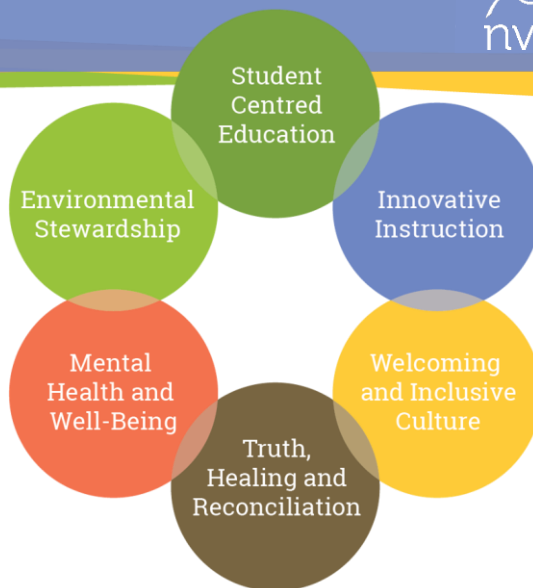 nv
Student
Centred
Education
Innovative
Instruction
Welcoming
and Inclusive
Culture
Truth,
Healing and
Reconciliation
Mental
Health and
Well-Being
Environmental
Stewardship